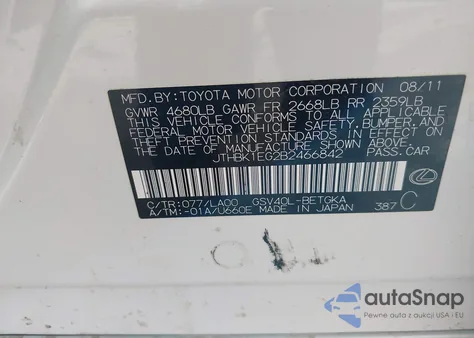 MFD.BY:TOYOTA MOTOR CORPORATION 08/11
GVWR 4680LB GAWR FR 2668LB RR 2359LB
THIS VEHICLE CONFORMS TO ALL APPLICABLE
FEDERAL MOTOR VEHICLE SAFETY, BUMPER, AND
THEFT PREVENTION STANDARDS IN EFFECT ON
THE DATE OF MANUFACTURE SHOWN ABOVE.
JTHBK1EG2B2466842 PASS.CAR
C/TR:077/LA00 GSV40L-BETGKA
A/TM:-01A/U660E MADE IN JAPAN 387 C
autoSnap
Pewne auto z aukcji USA i EU